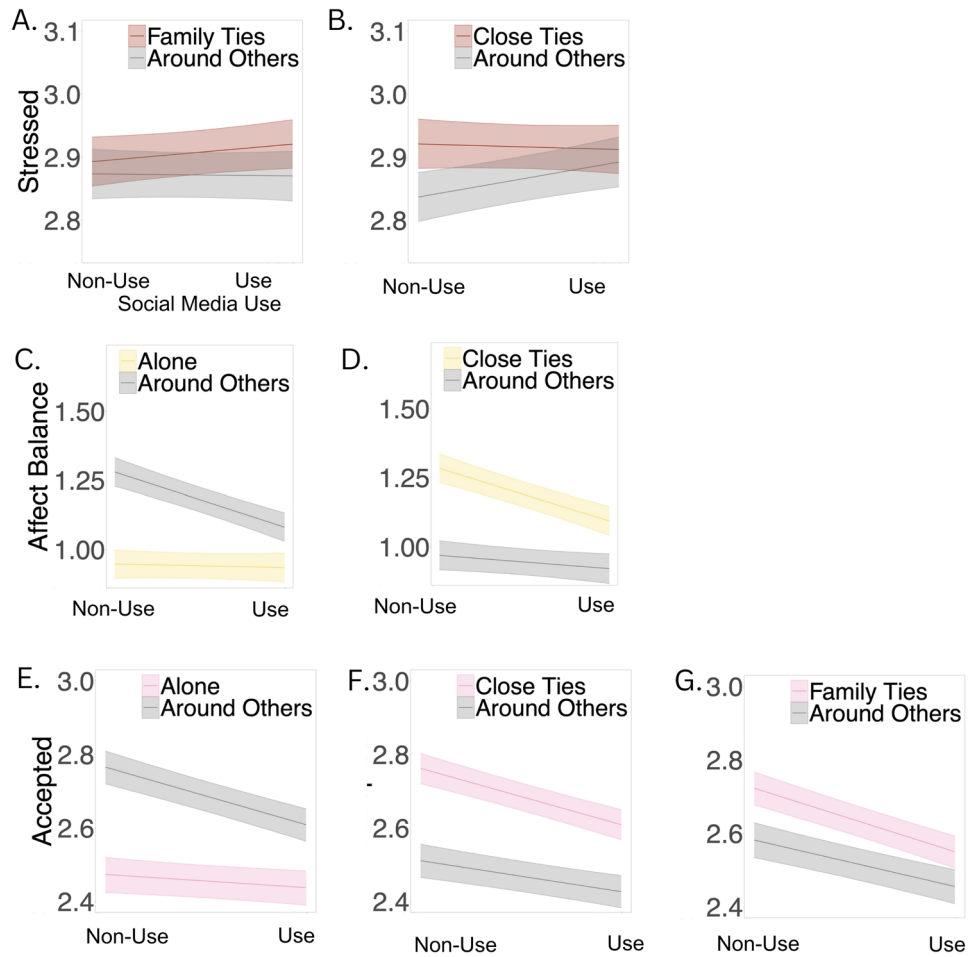 A.
3.1
Family Ties
Around Others
3.0
Stressed
2.9
2.8
Non-Use Use
Social Media Use
B.
3.1
Close Ties
Around Others
3.0
2.9
2.8
Non-Use Use
C.
Alone
Around Others
Affect Balance
1.50
1.25
1.00
Non-Use Use
D.
Close Ties
Around Others
1.50
1.25
1.00
Non-Use Use
E.
3.0
Alone
Around Others
2.8
Accepted
2.6
2.4
Non-Use Use
F.
3.0
Close Ties
Around Others
2.8
2.6
2.4
Non-Use Use
G.
3.0
Family Ties
Around Others
2.8
2.6
2.4
Non-Use Use